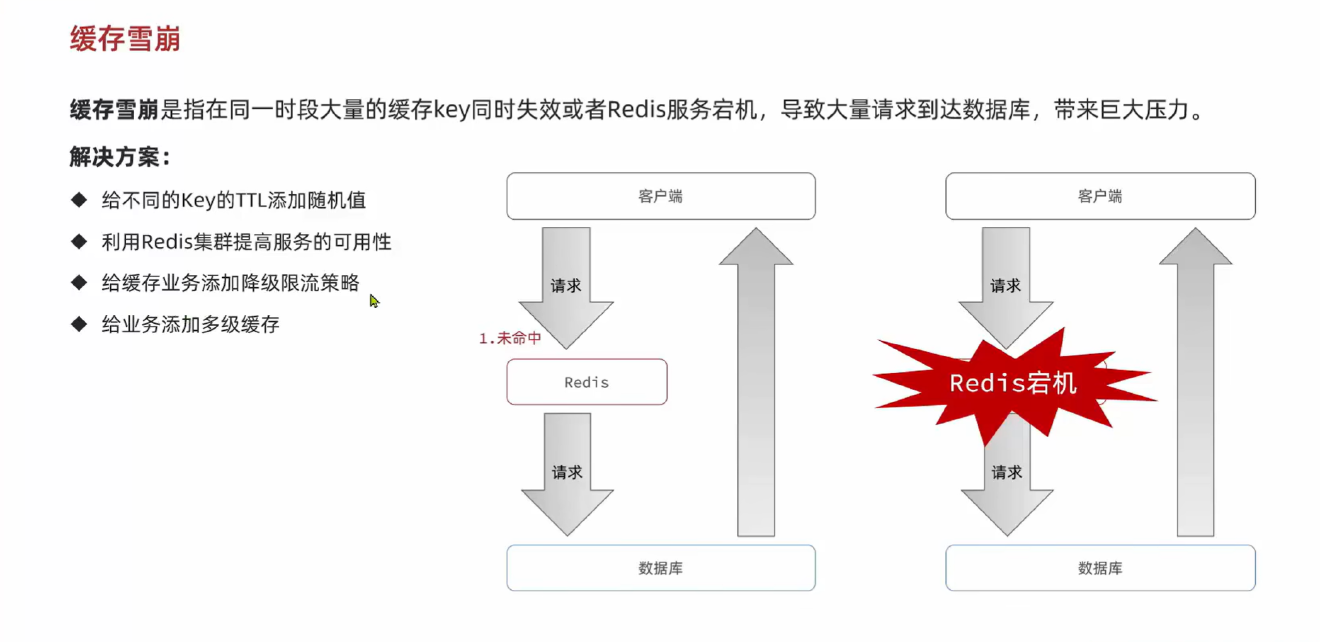 缓存雪崩
缓存雪崩是指在同一时段大量的缓存key同时失效或者Redis服务宕机，导致大量请求到达数据库，带来巨大压力。
解决方案：
◆ 给不同的Key的TTL添加随机值
◆ 利用Redis集群提高服务的可用性
◆ 给缓存业务添加降级限流策略
◆ 给业务添加多级缓存
客户端
请求
1.未命中
Redis
请求
数据库
客户端
请求
Redis宕机
请求
数据库